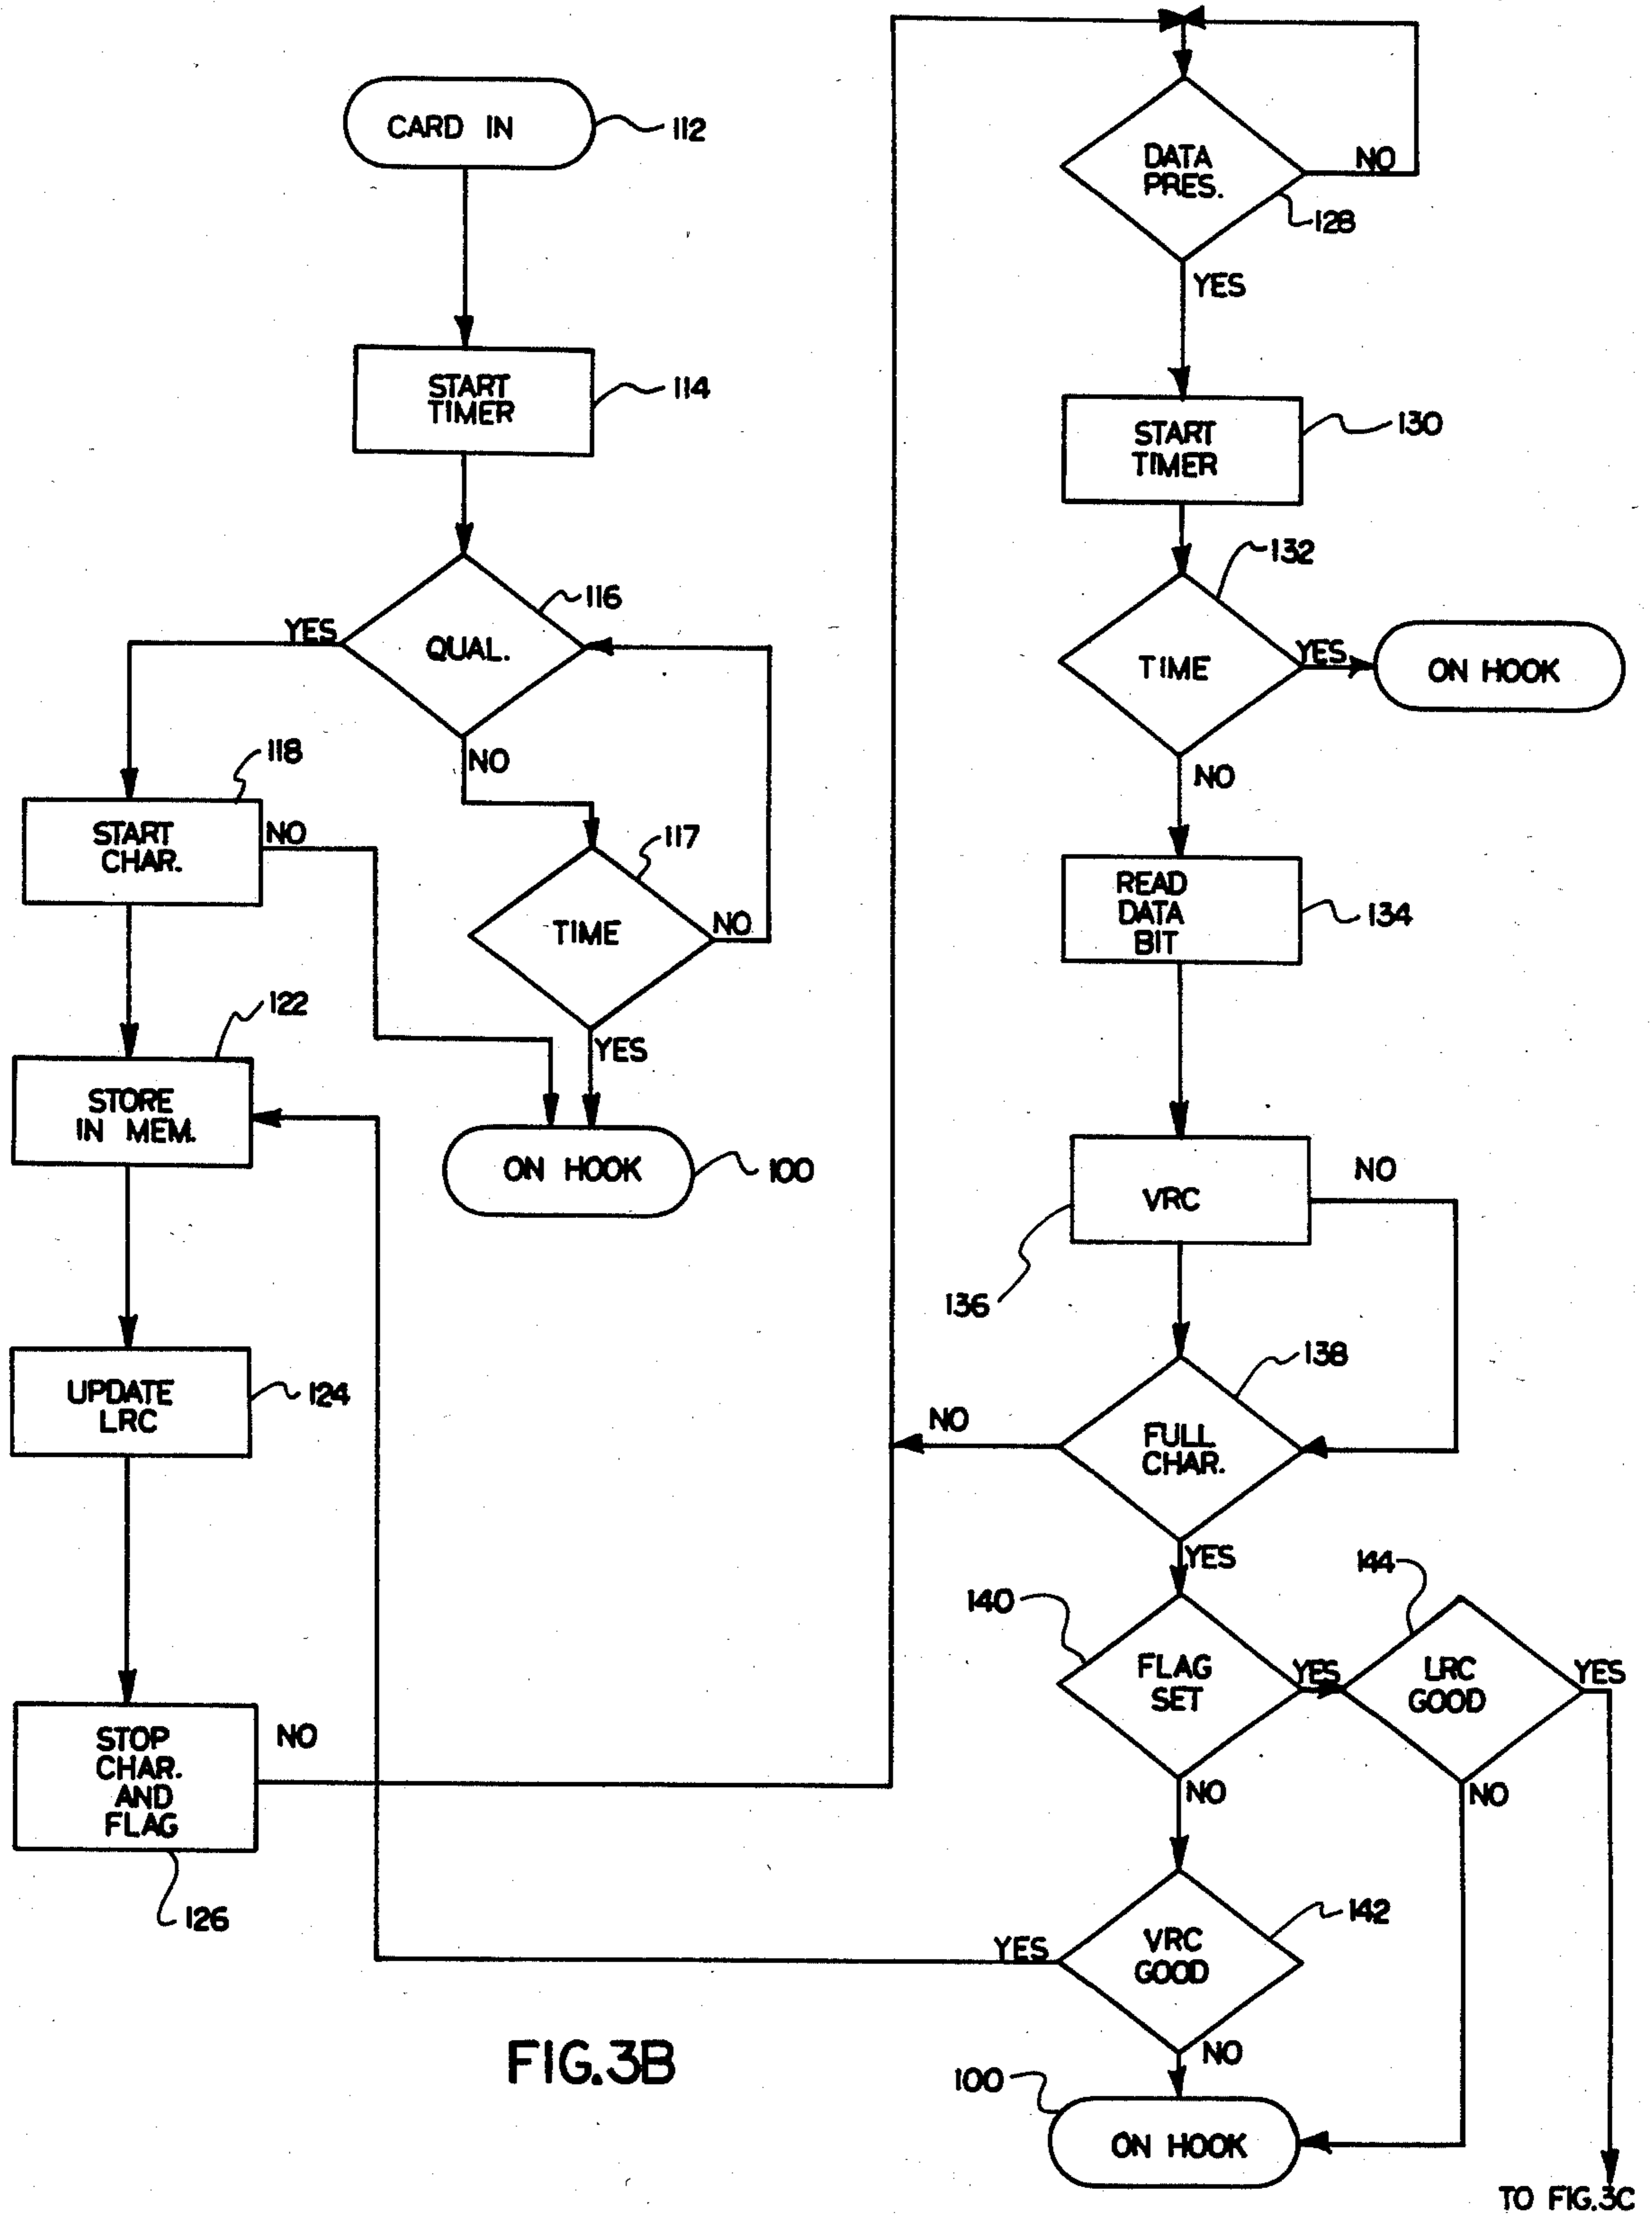 CARD IN
112
START
TIMER
114
QUAL.
116
YES
NO
118
START
CHAR.
NO
117
TIME
NO
YES
122
STORE
IN MEM.
ON HOOK
100
UPDATE
LRC
124
STOP
CHAR.
AND
FLAG
NO
126
DATA
PRES.
NO
128
YES
START
TIMER
130
132
TIME
YES
ON HOOK
NO
READ
DATA
BIT
134
VRC
NO
136
138
FULL
CHAR.
NO
YES
140
FLAG
SET
YES
144
LRC
GOOD
YES
NO
NO
142
VRC
GOOD
YES
NO
100
ON HOOK
TO FIG.3C
FIG.3B